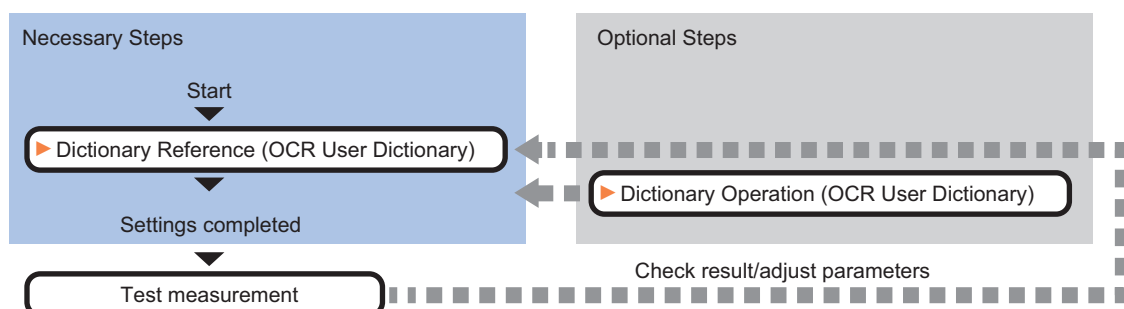 Necessary Steps
Optional Steps
Start
Dictionary Reference (OCR User Dictionary)
Dictionary Operation (OCR User Dictionary)
Settings completed
Check result/adjust parameters
Test measurement